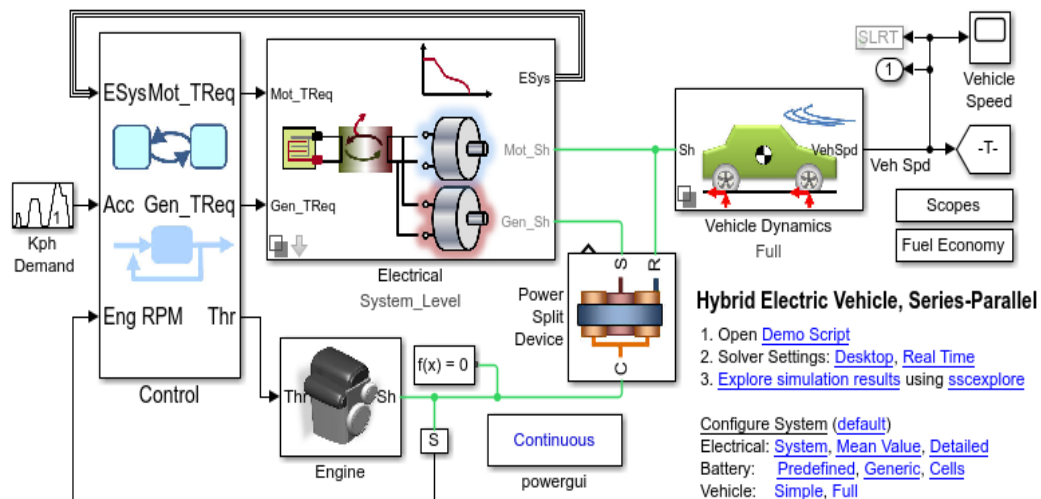 SLRT
1
Vehicle
Speed
-T-
Veh Spd
Scopes
Fuel Economy
ESys
Mot_TReq
Acc
Gen_TReq
Eng RPM
Thr
Control
1
Kph
Demand
Mot_TReq
Gen_TReq
ESys
Mot_Sh
Gen_Sh
Electrical
System_Level
Sh
VehSpd
Vehicle Dynamics
Full
Power
Split
Device
S
R
C
Thr
Sh
Engine
f(x) = 0
S
Continuous
powergui
Hybrid Electric Vehicle, Series-Parallel
1. Open Demo Script
2. Solver Settings: Desktop, Real Time
3. Explore simulation results using sscexplore
Configure System (default)
Electrical: System, Mean Value, Detailed
Battery: Predefined, Generic, Cells
Vehicle: Simple, Full